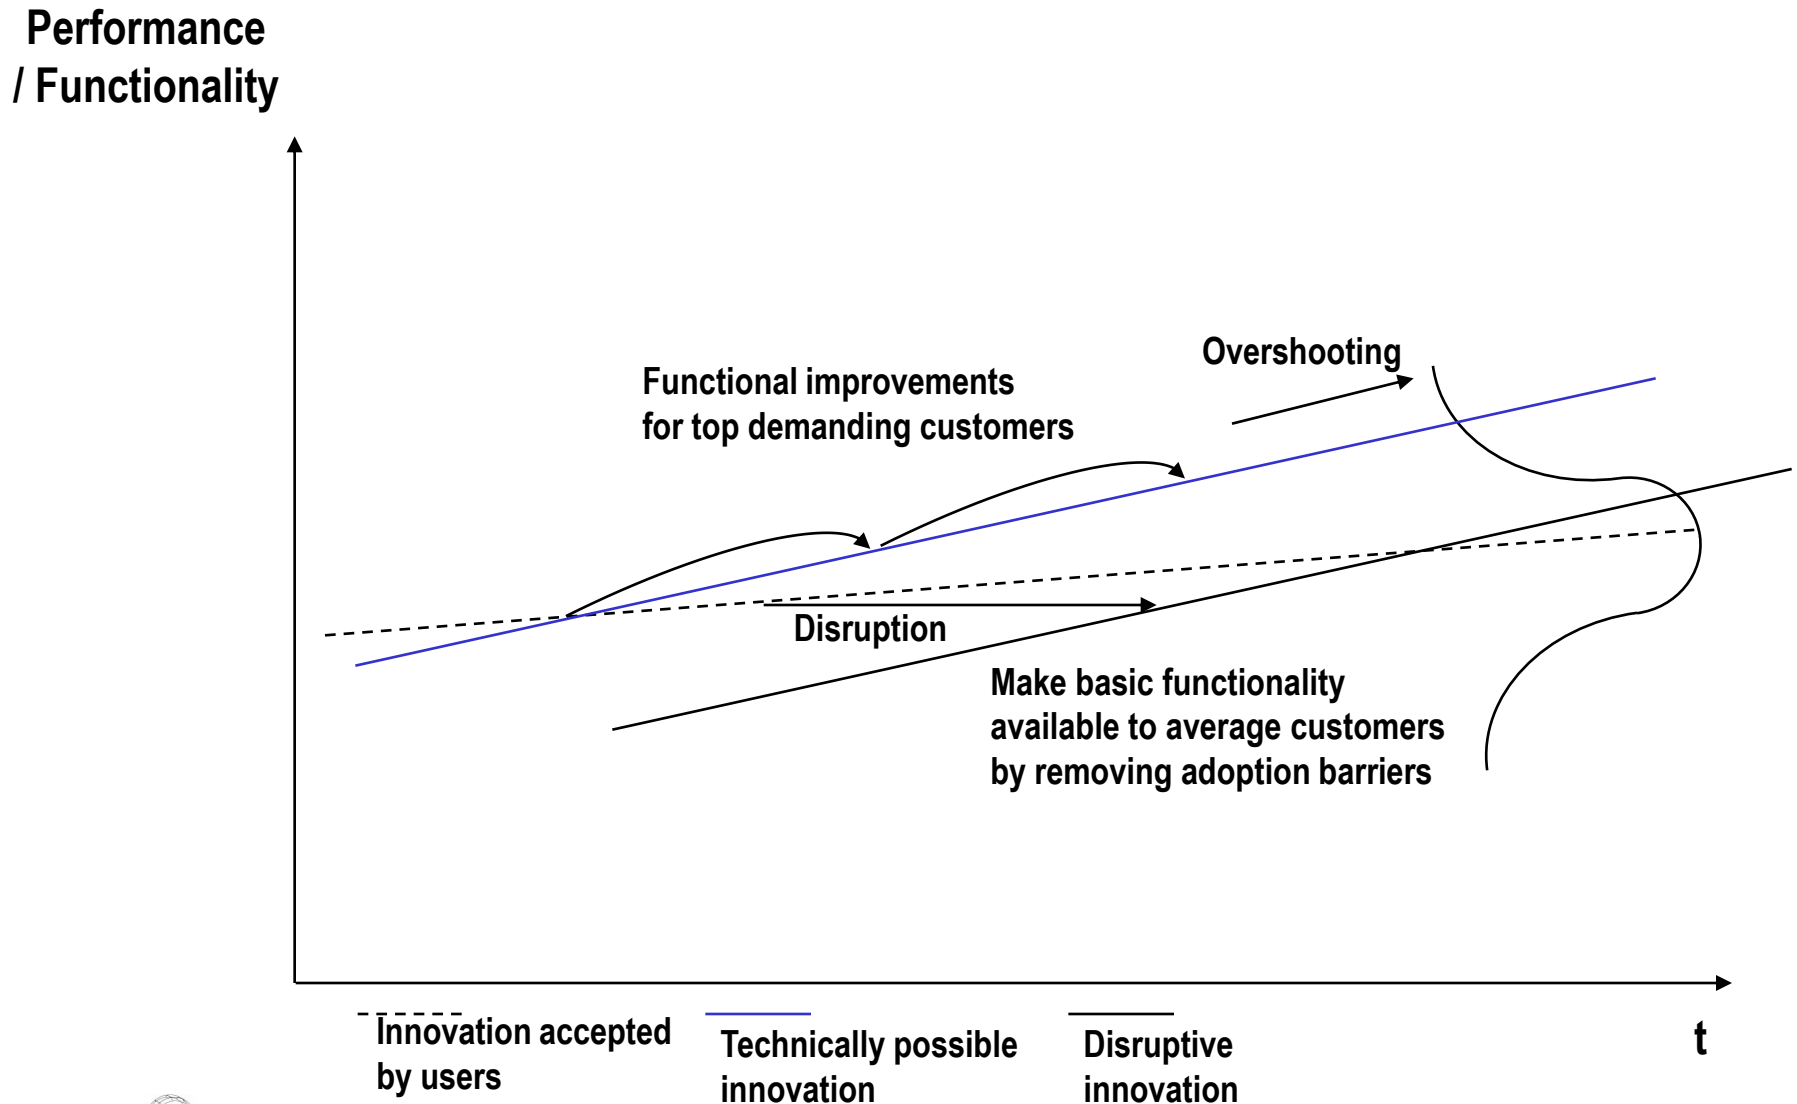 Performance
/ Functionality
Overshooting
Functional improvements
for top demanding customers
Disruption
Make basic functionality
available to average customers
by removing adoption barriers
Innovation accepted
by users
Technically possible
innovation
Disruptive
innovation
t